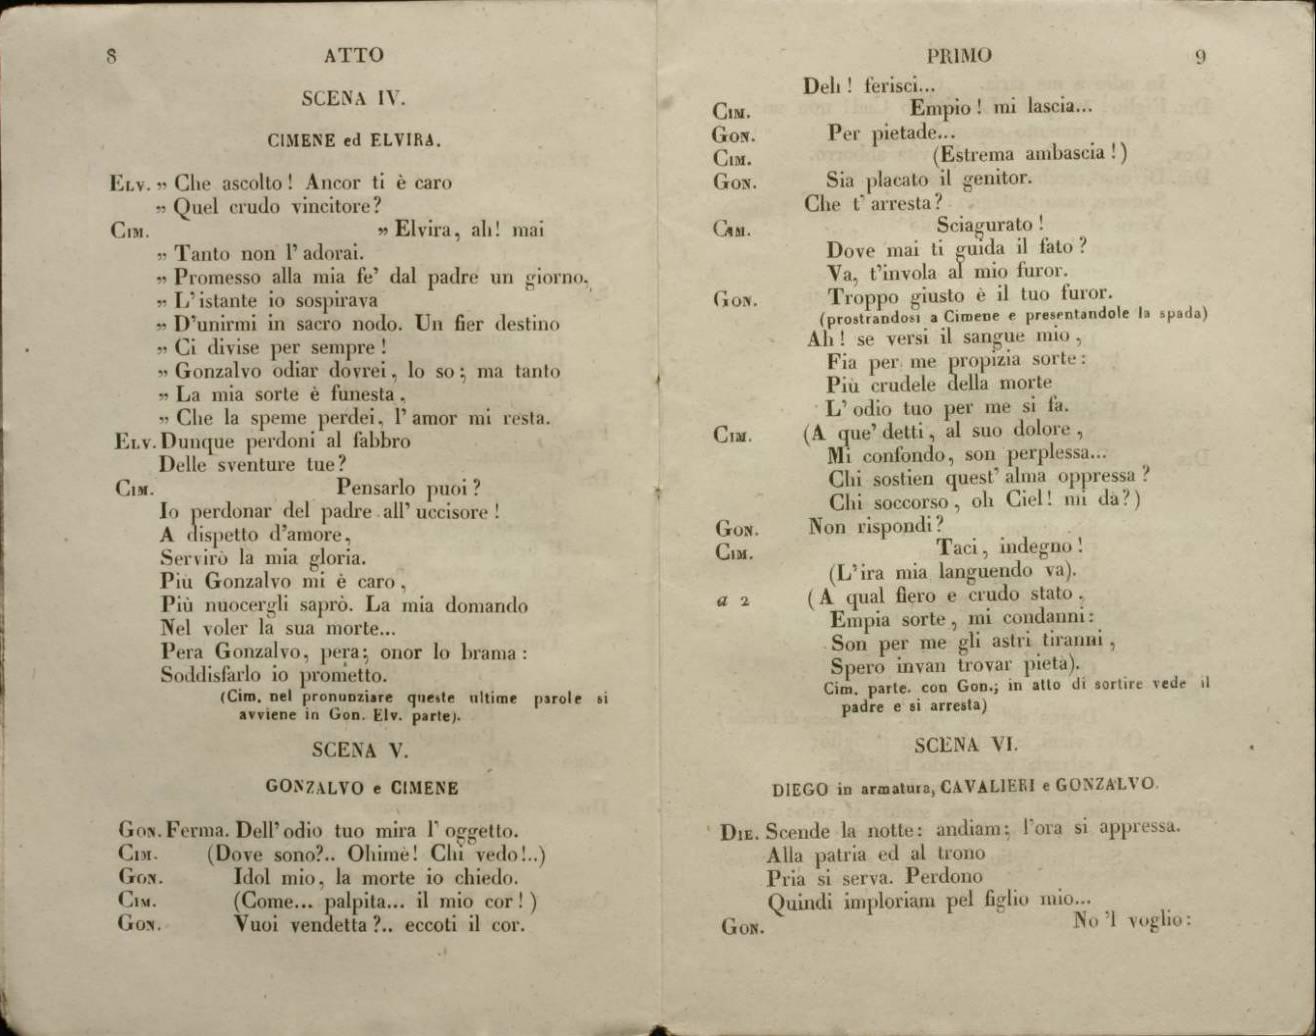 8 ATTO
SCENA IV.
CIMENE ed ELVIRA.
ELV. „ Che ascolto! Ancor ti è caro
„ Quel crudo vincitore?
CIM. „ Elvira, ah! mai
„ Tanto non l' adorai.
„ Promesso alla mia fe' dal padre un giorno,
„ L' istante io sospirava
„ D'unirmi in sacro nodo. Un fier destino
„ Ci divise per sempre!
„ Gonzalvo odiar dovrei, lo so; ma tanto
„ La mia sorte è funesta,
„ Che la speme perdei, l' amor mi resta.
ELV. Dunque perdoni al fabbro
Delle sventure tue?
CIM. Pensarlo puoi?
Io perdonar del padre all' uccisore!
A dispetto d'amore,
Servirò la mia gloria.
Più Gonzalvo mi è caro,
Più nuocergli saprò. La mia domando
Nel voler la sua morte...
Pera Gonzalvo, pera; onor lo brama:
Soddisfarlo io prometto.
(Cim. nel pronunziare queste ultime parole si
avviene in Gon. Elv. parte).
SCENA V.
GONZALVO e CIMENE
GON. Ferma. Dell' odio tuo mira l' oggetto.
CIM. (Dove sono?.. Ohimè! Chi vedo!..)
GON. Idol mio, la morte io chiedo.
CIM. (Come... palpita... il mio cor!)
GON. Vuoi vendetta?.. eccoti il cor.
PRIMO 9
Deh! ferisci...
CIM. Empio! mi lascia...
GON. Per pietade...
CIM. (Estrema ambascia!)
GON. Sia placato il genitor.
Che t' arresta?
CIM. Sciagurato!
Dove mai ti guida il fato?
Va, t'invola al mio furor.
GON. Troppo giusto è il tuo furor.
(prostrandosi a Cimene e presentandole la spada)
Ah! se versi il sangue mio,
Fia per me propizia sorte:
Più crudele della morte
L' odio tuo per me si fa.
CIM. (A que' detti, al suo dolore,
Mi confondo, son perplessa...
Chi sostien quest' alma oppressa?
Chi soccorso, oh Ciel! mi dà?)
GON. Non rispondi?
CIM. Taci, indegno!
(L'ira mia languendo va).
a 2 (A qual fiero e crudo stato,
Empia sorte, mi condanni:
Son per me gli astri tiranni,
Spero invan trovar pietà).
Cim. parte. con Gon.; in atto di sortire vede il
padre e si arresta)
SCENA VI.
DIEGO in armatura, CAVALIERI e GONZALVO.
DIE. Scende la notte: andiam; l'ora si appressa.
Alla patria ed al trono
Pria si serva. Perdono
Quindi imploriam pel figlio mio...
GON. No 'l voglio: